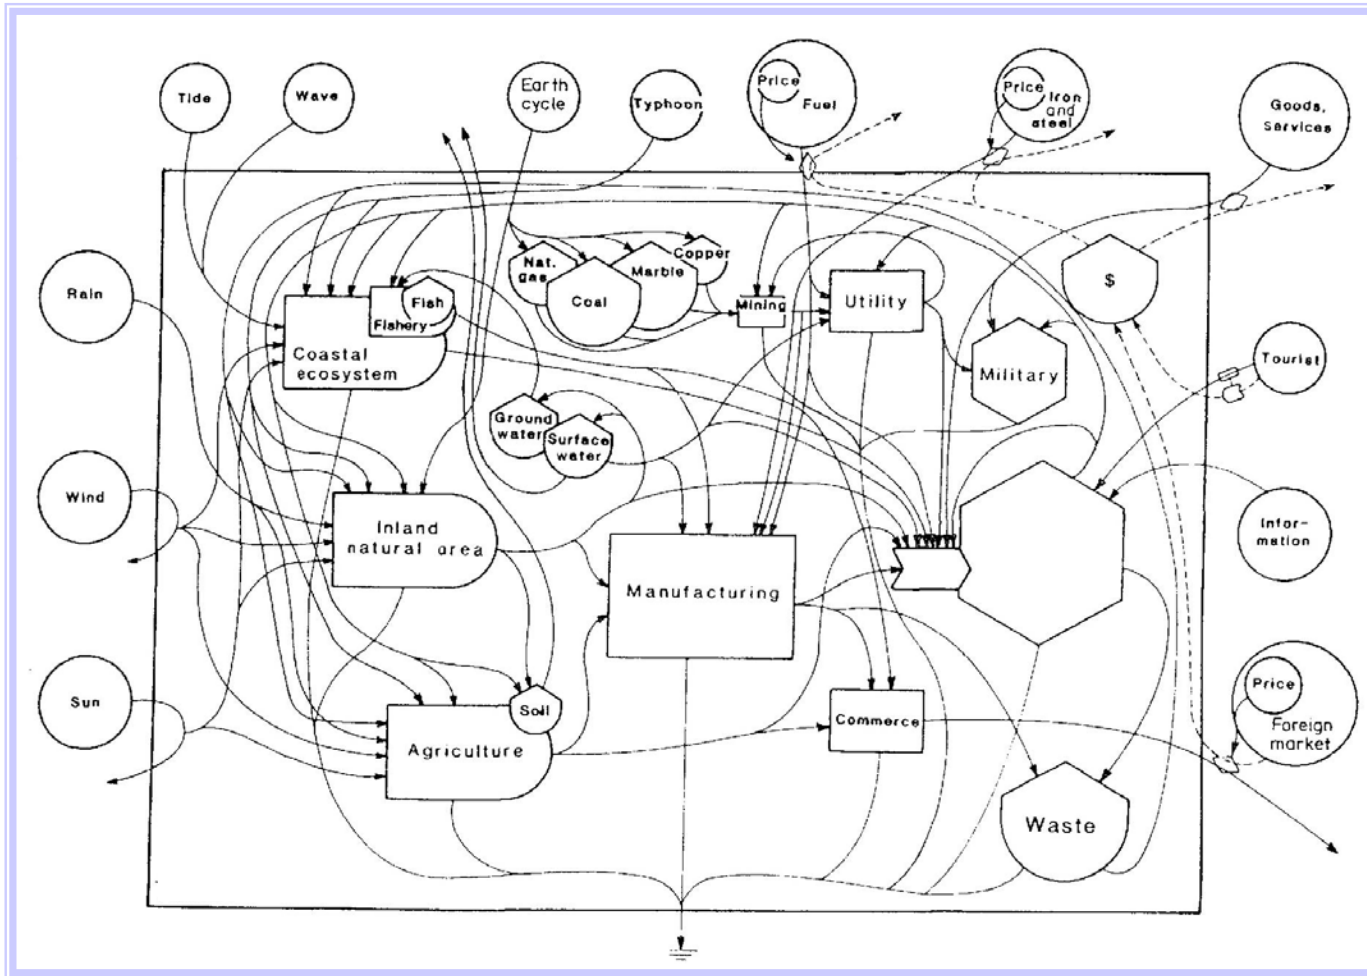 Tide
Wave
Earth
cycle
Typhoon
Price
Fuel
Price
Iron
and
steel
Goods,
Services
Rain
Nat.
gas
Coal
Marble
Copper
Mining
Utility
$
Fish
Fishery
Coastal
ecosystem
Military
Tourist
Ground
water
Surface
water
Wind
Inland
natural area
Manufacturing
Infor-
mation
Sun
Soil
Agriculture
Commerce
Price
Foreign
market
Waste